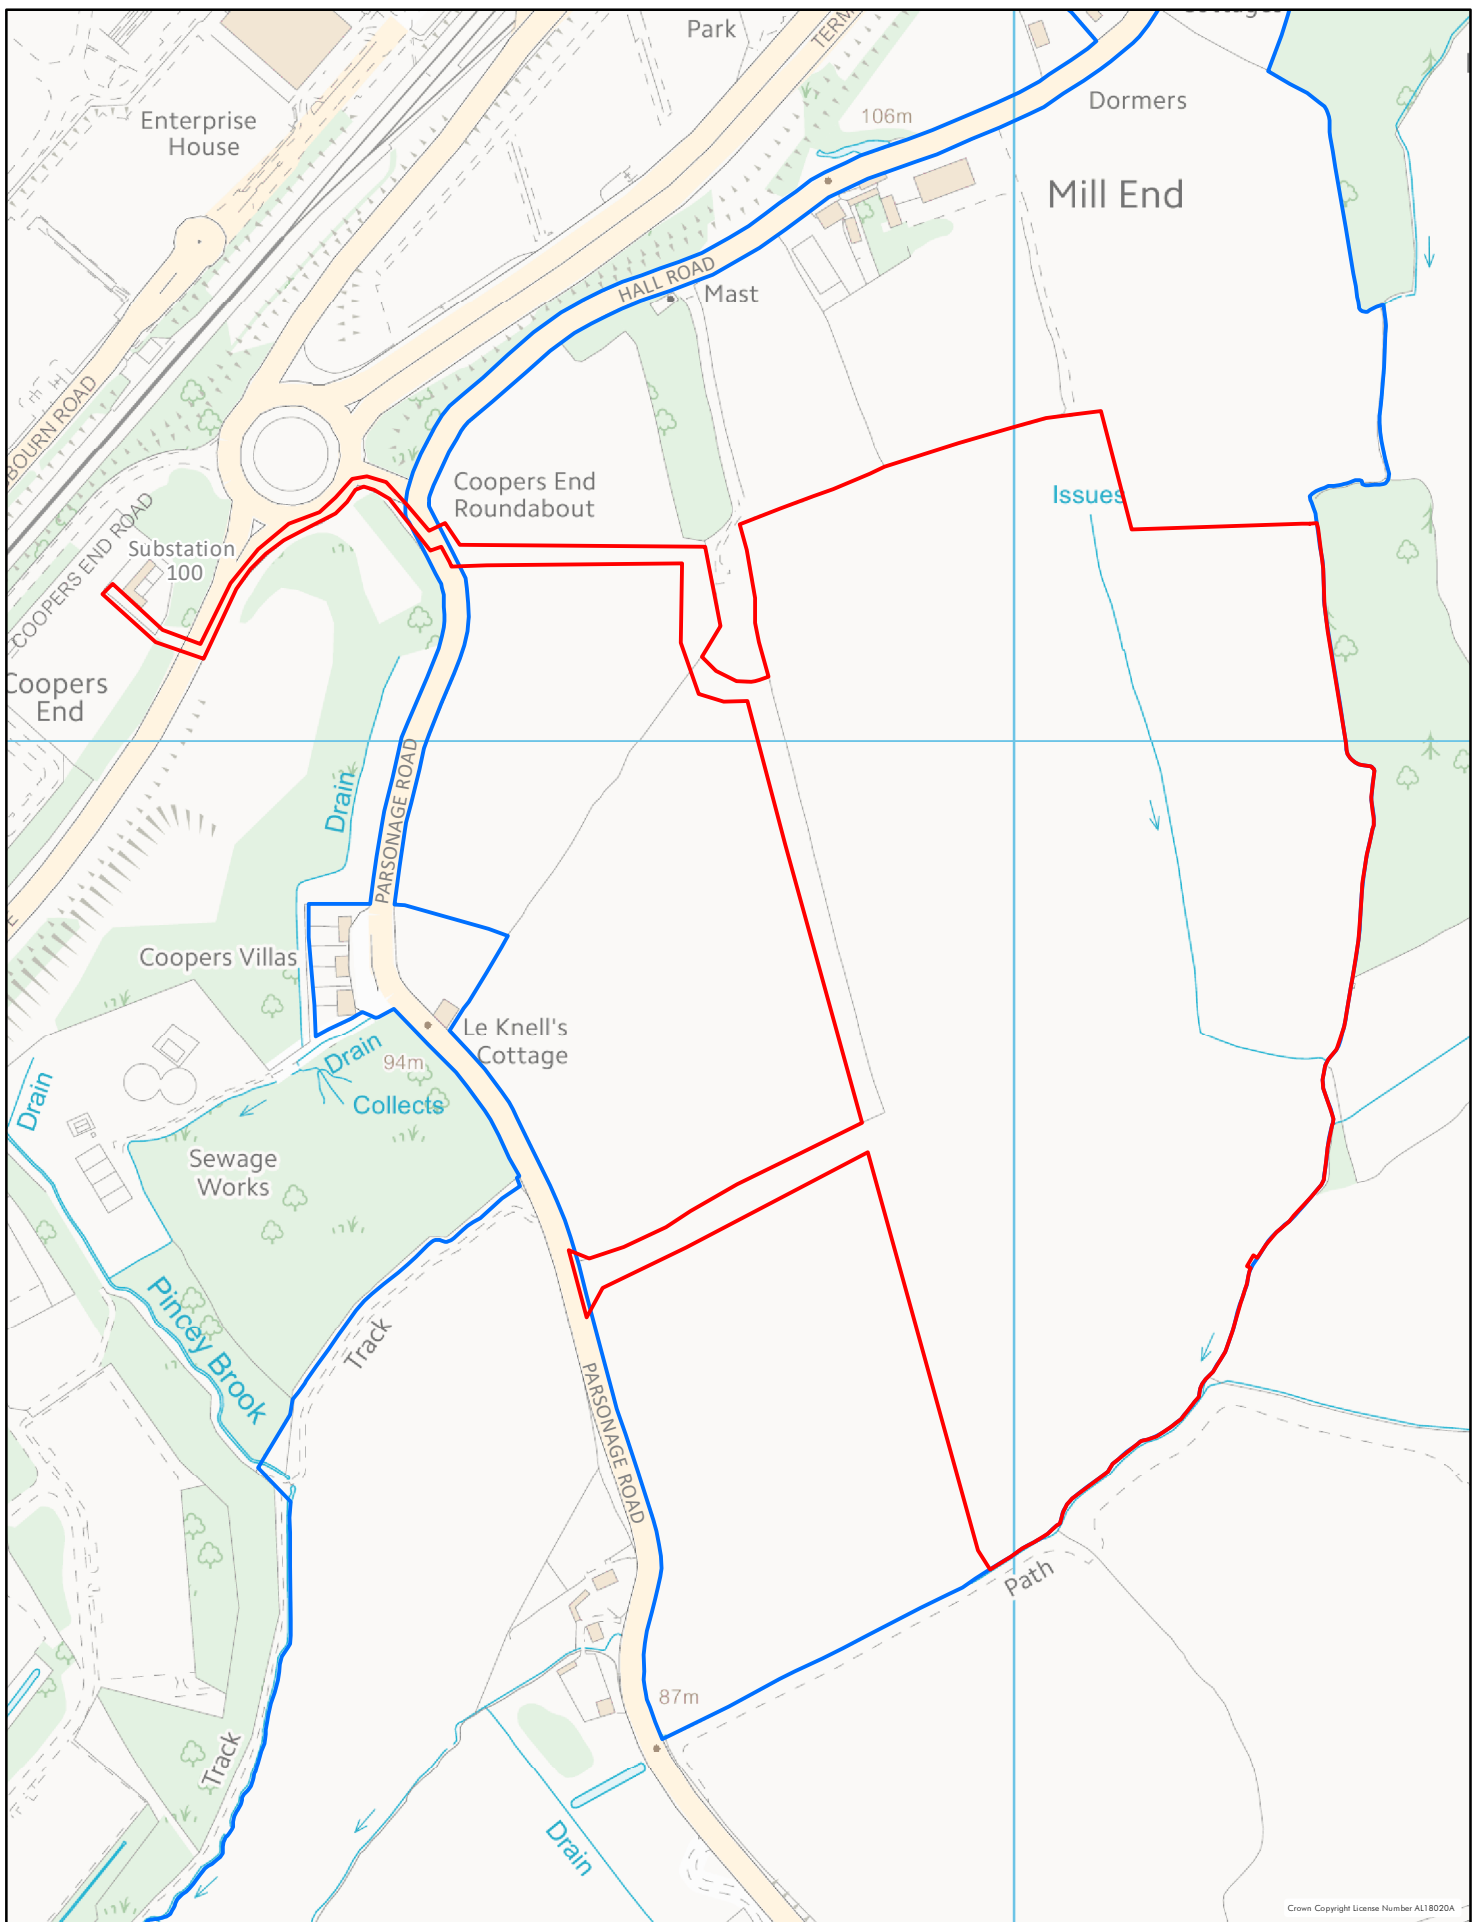 Park
TERM
Enterprise
House
106m
Dormers
Mill End
HALL ROAD
Mast
BOURN ROAD
Coopers End
Roundabout
Issues
COOPERS END ROAD
Substation
100
Coopers
End
Drain
PARSONAGE ROAD
E
Coopers Villas
Le Knell's
Cottage
Drain
94m
Collects
Drain
Sewage
Works
Pincey Brook
Track
PARSONAGE ROAD
Path
87m
Track
Drain
Crown Copyright License Number AL18020A